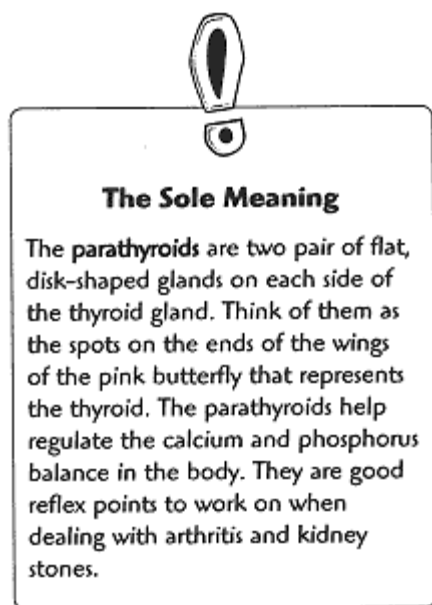 The Sole Meaning
The parathyroids are two pair of flat,
disk-shaped glands on each side of
the thyroid gland. Think of them as
the spots on the ends of the wings
of the pink butterfly that represents
the thyroid. The parathyroids help
regulate the calcium and phosphorus
balance in the body. They are good
reflex points to work on when
dealing with arthritis and kidney
stones.